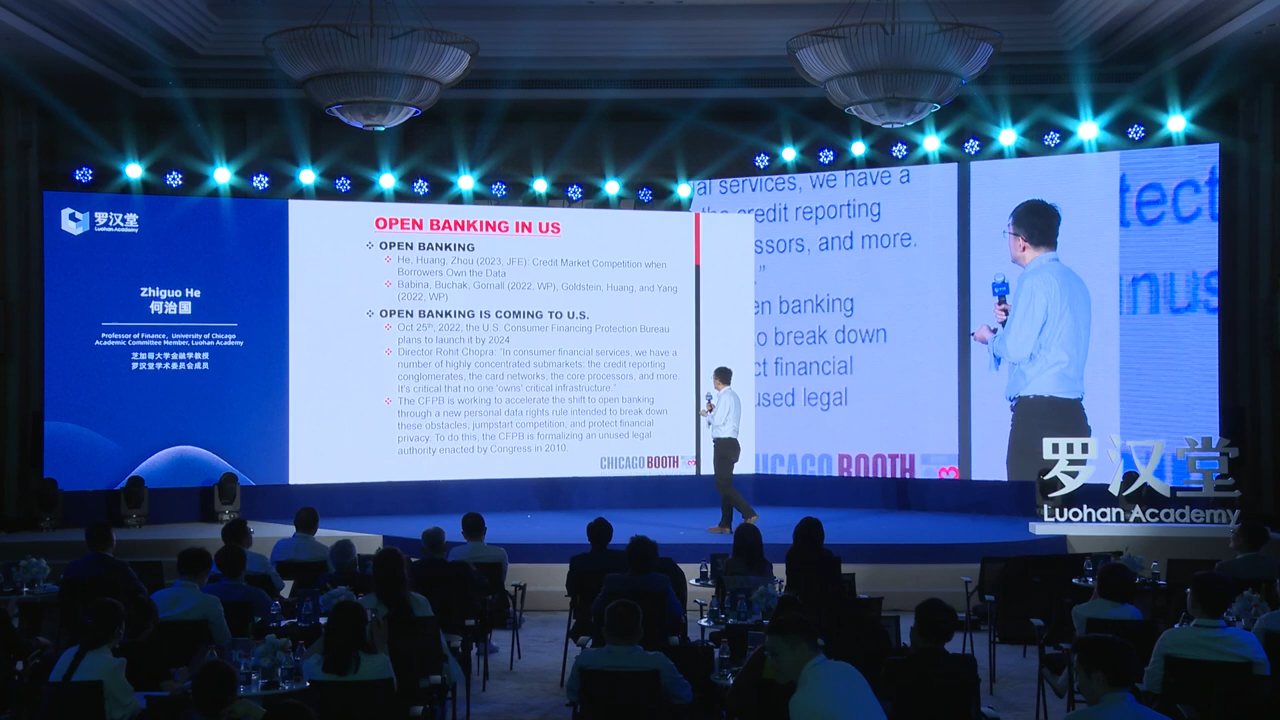 罗汉堂
Luohan Academy
Zhiguo He
何治国
Professor of Finance, University of Chicago
Academic Committee Member, Luohan Academy
芝加哥大学金融学教授
罗汉堂学术委员会成员
OPEN BANKING IN US
OPEN BANKING
He, Huang, Zhou (2023, JFE): Credit Market Competition when
Borrowers Own the Data
Babina, Buchak, Gornall (2022, WP), Goldstein, Huang, and Yang
(2022, WP)
OPEN BANKING IS COMING TO U.S.
Oct 25th, 2022, the U.S. Consumer Financing Protection Bureau
plans to launch it by 2024
Director Rohit Chopra: “In consumer financial services, we have a
number of highly concentrated submarkets: the credit reporting
conglomerates, the card networks, the core processors, and more.
It's critical that no one 'owns' critical infrastructure.”
The CFPB is working to accelerate the shift to open banking
through a new personal data rights rule intended to break down
these obstacles, jumpstart competition, and protect financial
privacy. To do this, the CFPB is formalizing an unused legal
authority enacted by Congress in 2010.
CHICAGO BOOTH
al services, we have a
the credit reporting
ssors, and more.
”
en banking
to break down
ct financial
used legal
HICAGO BOOTH
3
tect
nus
罗汉堂
Luohan Academy